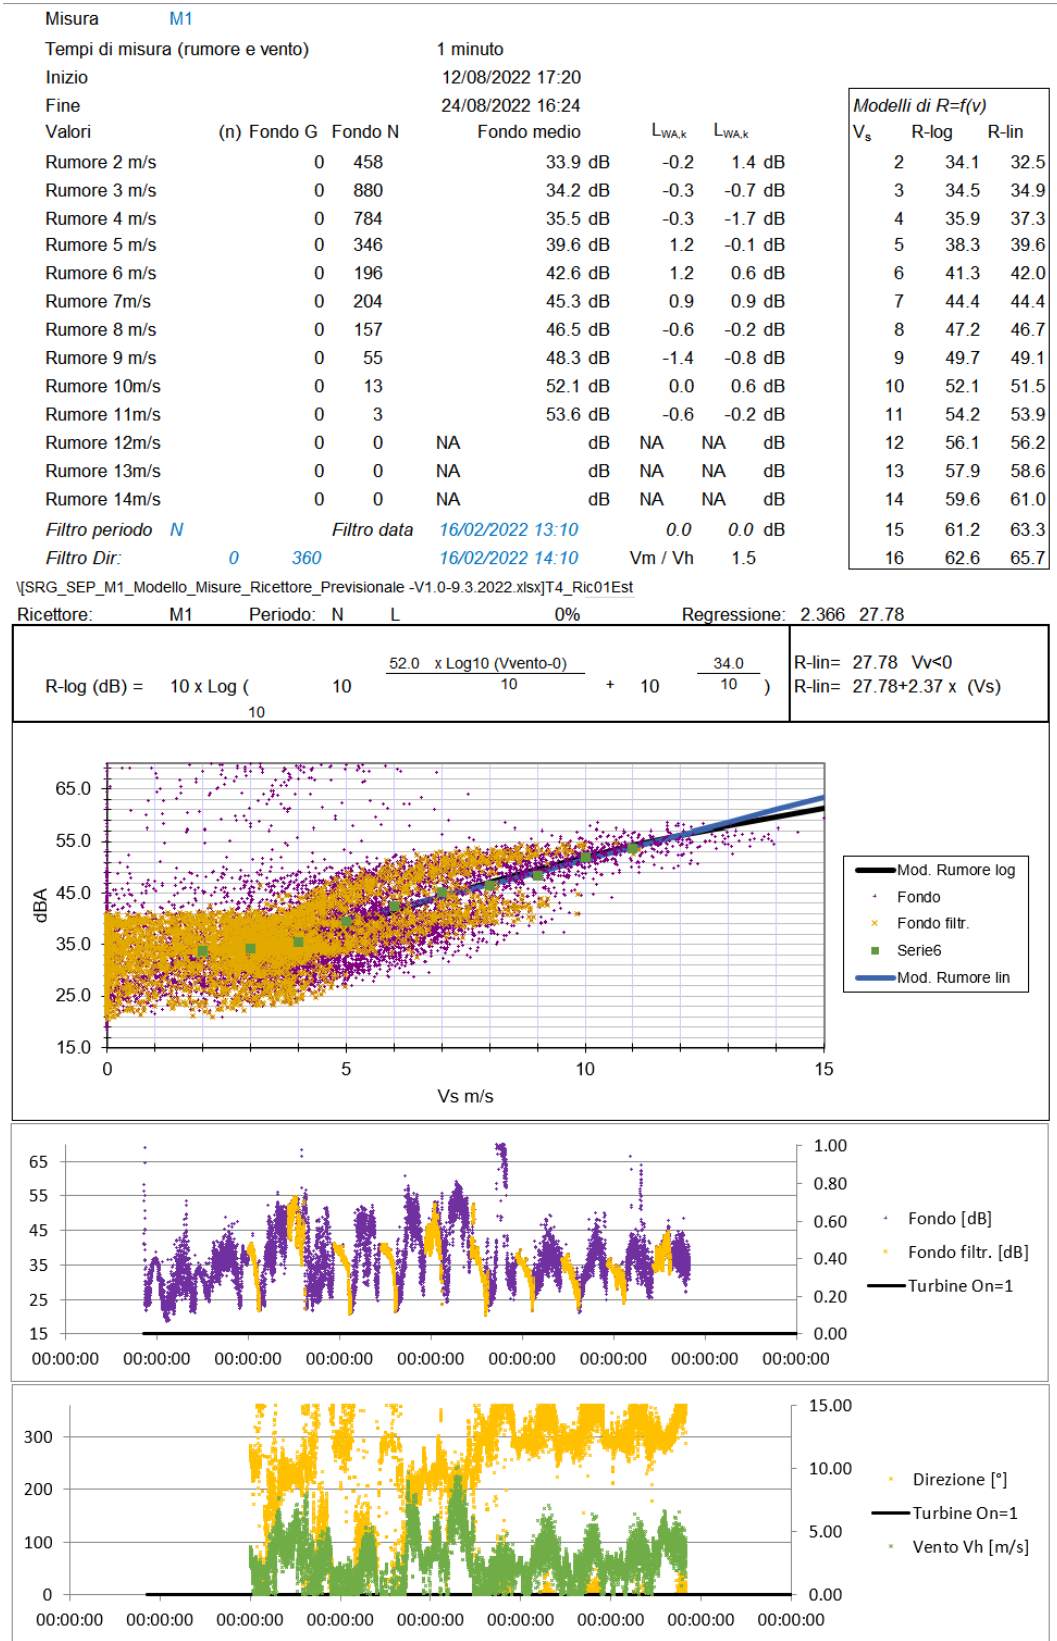 Misura M1
Tempi di misura (rumore e vento) 1 minuto
Inizio 12/08/2022 17:20
Fine 24/08/2022 16:24
Modelli di R=f(v)
Valori (n) Fondo G Fondo N Fondo medio LWA,k LWA,k Vs R-log R-lin
Rumore 2 m/s 0 458 33.9 dB -0.2 1.4 dB 2 34.1 32.5
Rumore 3 m/s 0 880 34.2 dB -0.3 -0.7 dB 3 34.5 34.9
Rumore 4 m/s 0 784 35.5 dB -0.3 -1.7 dB 4 35.9 37.3
Rumore 5 m/s 0 346 39.6 dB 1.2 -0.1 dB 5 38.3 39.6
Rumore 6 m/s 0 196 42.6 dB 1.2 0.6 dB 6 41.3 42.0
Rumore 7m/s 0 204 45.3 dB 0.9 0.9 dB 7 44.4 44.4
Rumore 8 m/s 0 157 46.5 dB -0.6 -0.2 dB 8 47.2 46.7
Rumore 9 m/s 0 55 48.3 dB -1.4 -0.8 dB 9 49.7 49.1
Rumore 10m/s 0 13 52.1 dB 0.0 0.6 dB 10 52.1 51.5
Rumore 11m/s 0 3 53.6 dB -0.6 -0.2 dB 11 54.2 53.9
Rumore 12m/s 0 0 NA dB NA NA dB 12 56.1 56.2
Rumore 13m/s 0 0 NA dB NA NA dB 13 57.9 58.6
Rumore 14m/s 0 0 NA dB NA NA dB 14 59.6 61.0
Filtro periodo N Filtro data 16/02/2022 13:10 0.0 0.0 dB 15 61.2 63.3
Filtro Dir: 0 360 16/02/2022 14:10 Vm / Vh 1.5 16 62.6 65.7
\[SRG_SEP_M1_Modello_Misure_Ricettore_Previsionale -V1.0-9.3.2022.xlsx]T4_Ric01Est
Ricettore: M1 Periodo: N L 0% Regressione: 2.366 27.78
52.0 x Log10 (Vvento-0) 34.0 R-lin= 27.78 Vv<0
R-log (dB) = 10 x Log ( 10 10 + 10 10 ) R-lin= 27.78+2.37 x (Vs)
10
65.0
55.0
45.0
35.0
25.0
15.0
dBA
0 5 10 15
Vs m/s
Mod. Rumore log
Fondo
Fondo filtr.
Serie6
Mod. Rumore lin
65
55
45
35
25
15
1.00
0.80
0.60
0.40
0.20
0.00
00:00:00 00:00:00 00:00:00 00:00:00 00:00:00 00:00:00 00:00:00 00:00:00 00:00:00
Fondo [dB]
Fondo filtr. [dB]
Turbine On=1
300
200
100
0
15.00
10.00
5.00
0.00
00:00:00 00:00:00 00:00:00 00:00:00 00:00:00 00:00:00 00:00:00 00:00:00 00:00:00
Direzione [°]
Turbine On=1
Vento Vh [m/s]